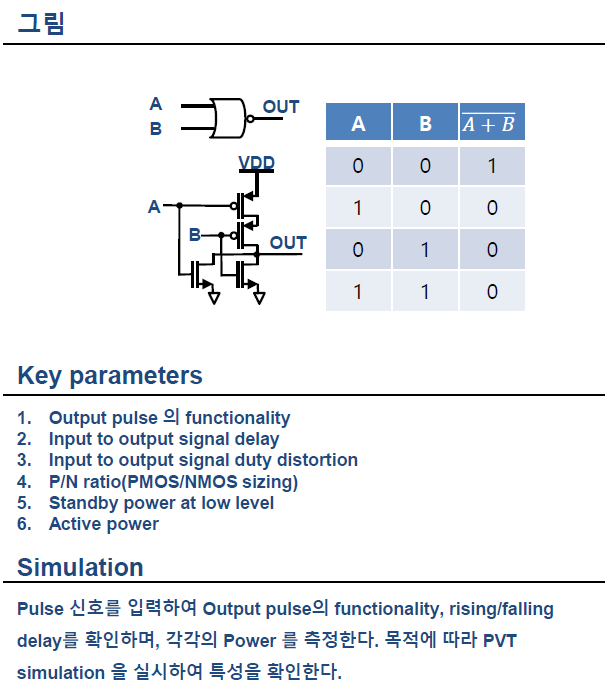 그림
A
B
OUT
VDD
A
B
OUT
A B \overline{A + B}
0 0 1
1 0 0
0 1 0
1 1 0
Key parameters
1. Output pulse 의 functionality
2. Input to output signal delay
3. Input to output signal duty distortion
4. P/N ratio(PMOS/NMOS sizing)
5. Standby power at low level
6. Active power
Simulation
Pulse 신호를 입력하여 Output pulse의 functionality, rising/falling
delay를 확인하며, 각각의 Power 를 측정한다. 목적에 따라 PVT
simulation 을 실시하여 특성을 확인한다.